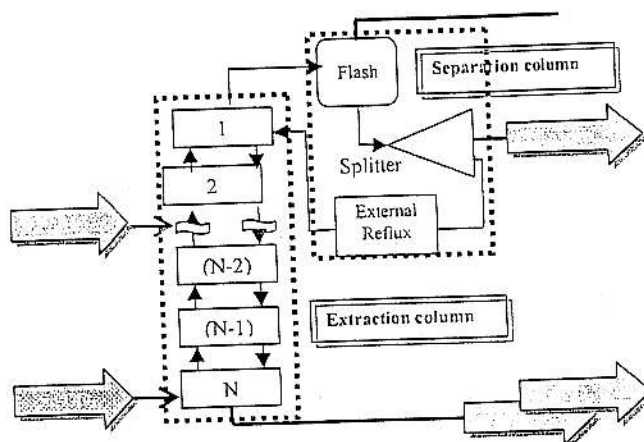 Flash
Separation column
1
Splitter
2
External
Reflux
(N-2)
(N-1)
Extraction column
N